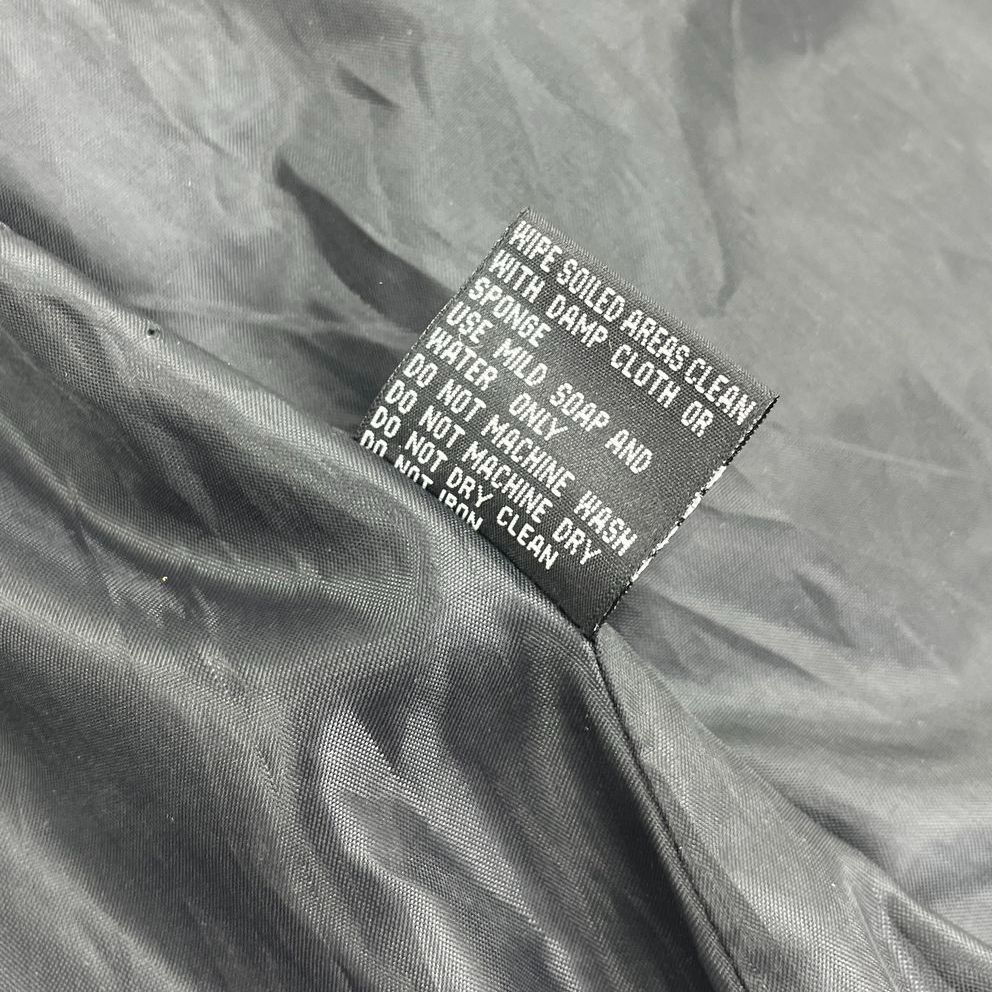 WIPE SOILED AREAS CLEAN
WITH DAMP CLOTH OR
SPONGE
USE MILD SOAP AND
WATER ONLY
DO NOT MACHINE WASH
DO NOT MACHINE DRY
DO NOT DRY CLEAN
DO NOT IRON